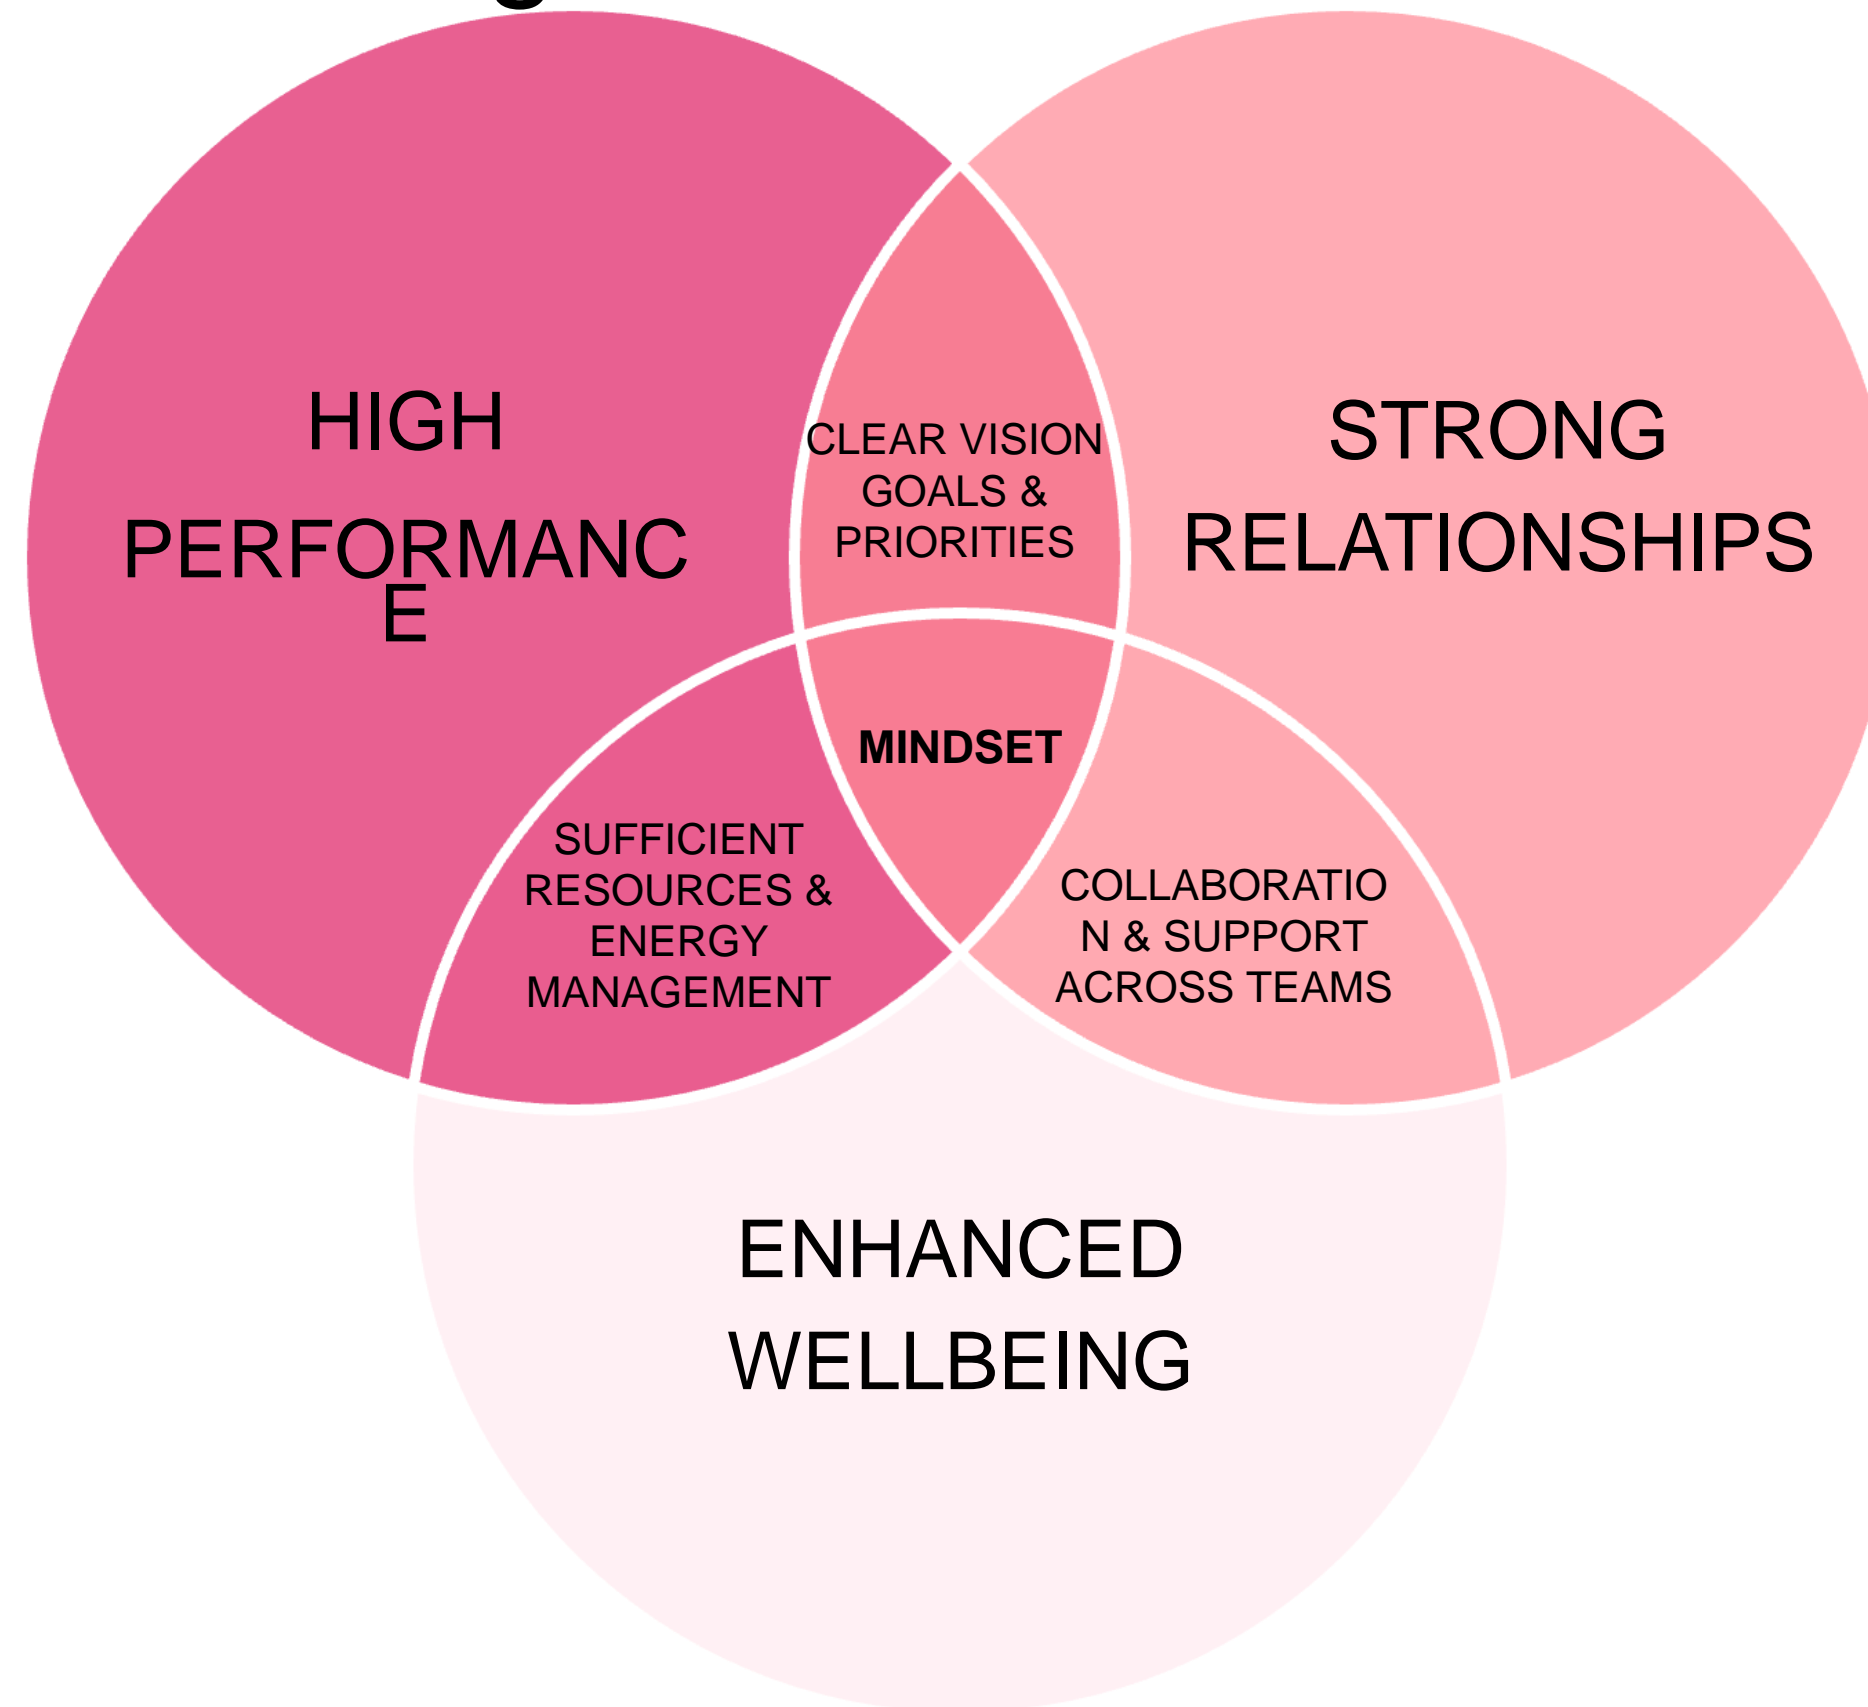 HIGH
PERFORMANC
E
STRONG
RELATIONSHIPS
CLEAR VISION
GOALS &
PRIORITIES
MINDSET
SUFFICIENT
RESOURCES &
ENERGY
MANAGEMENT
COLLABORATIO
N & SUPPORT
ACROSS TEAMS
ENHANCED
WELLBEING